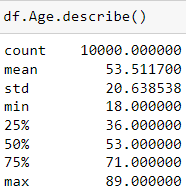 df.Age.describe()
count 10000.000000
mean 53.511700
std 20.638538
min 18.000000
25% 36.000000
50% 53.000000
75% 71.000000
max 89.000000